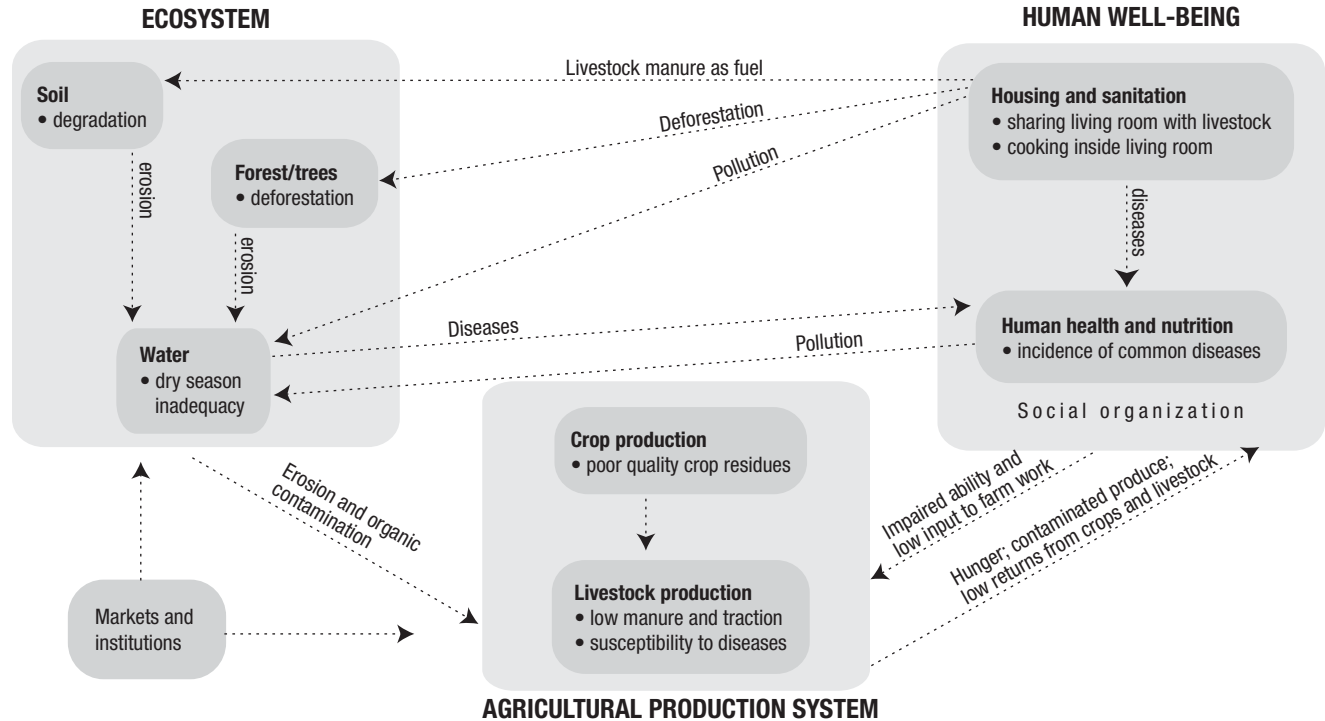 ECOSYSTEM
HUMAN WELL-BEING
Soil
• degradation
Livestock manure as fuel
Housing and sanitation
• sharing living room with livestock
• cooking inside living room
Deforestation
Pollution
erosion
Forest/trees
• deforestation
erosion
diseases
Water
• dry season
inadequacy
Diseases
Pollution
Human health and nutrition
• incidence of common diseases
Social organization
Crop production
• poor quality crop residues
Erosion and organic
contamination
Impaired ability and
low input to farm work
Hunger; contaminated produce;
low returns from crops and livestock
Livestock production
• low manure and traction
• susceptibility to diseases
Markets and
institutions
AGRICULTURAL PRODUCTION SYSTEM